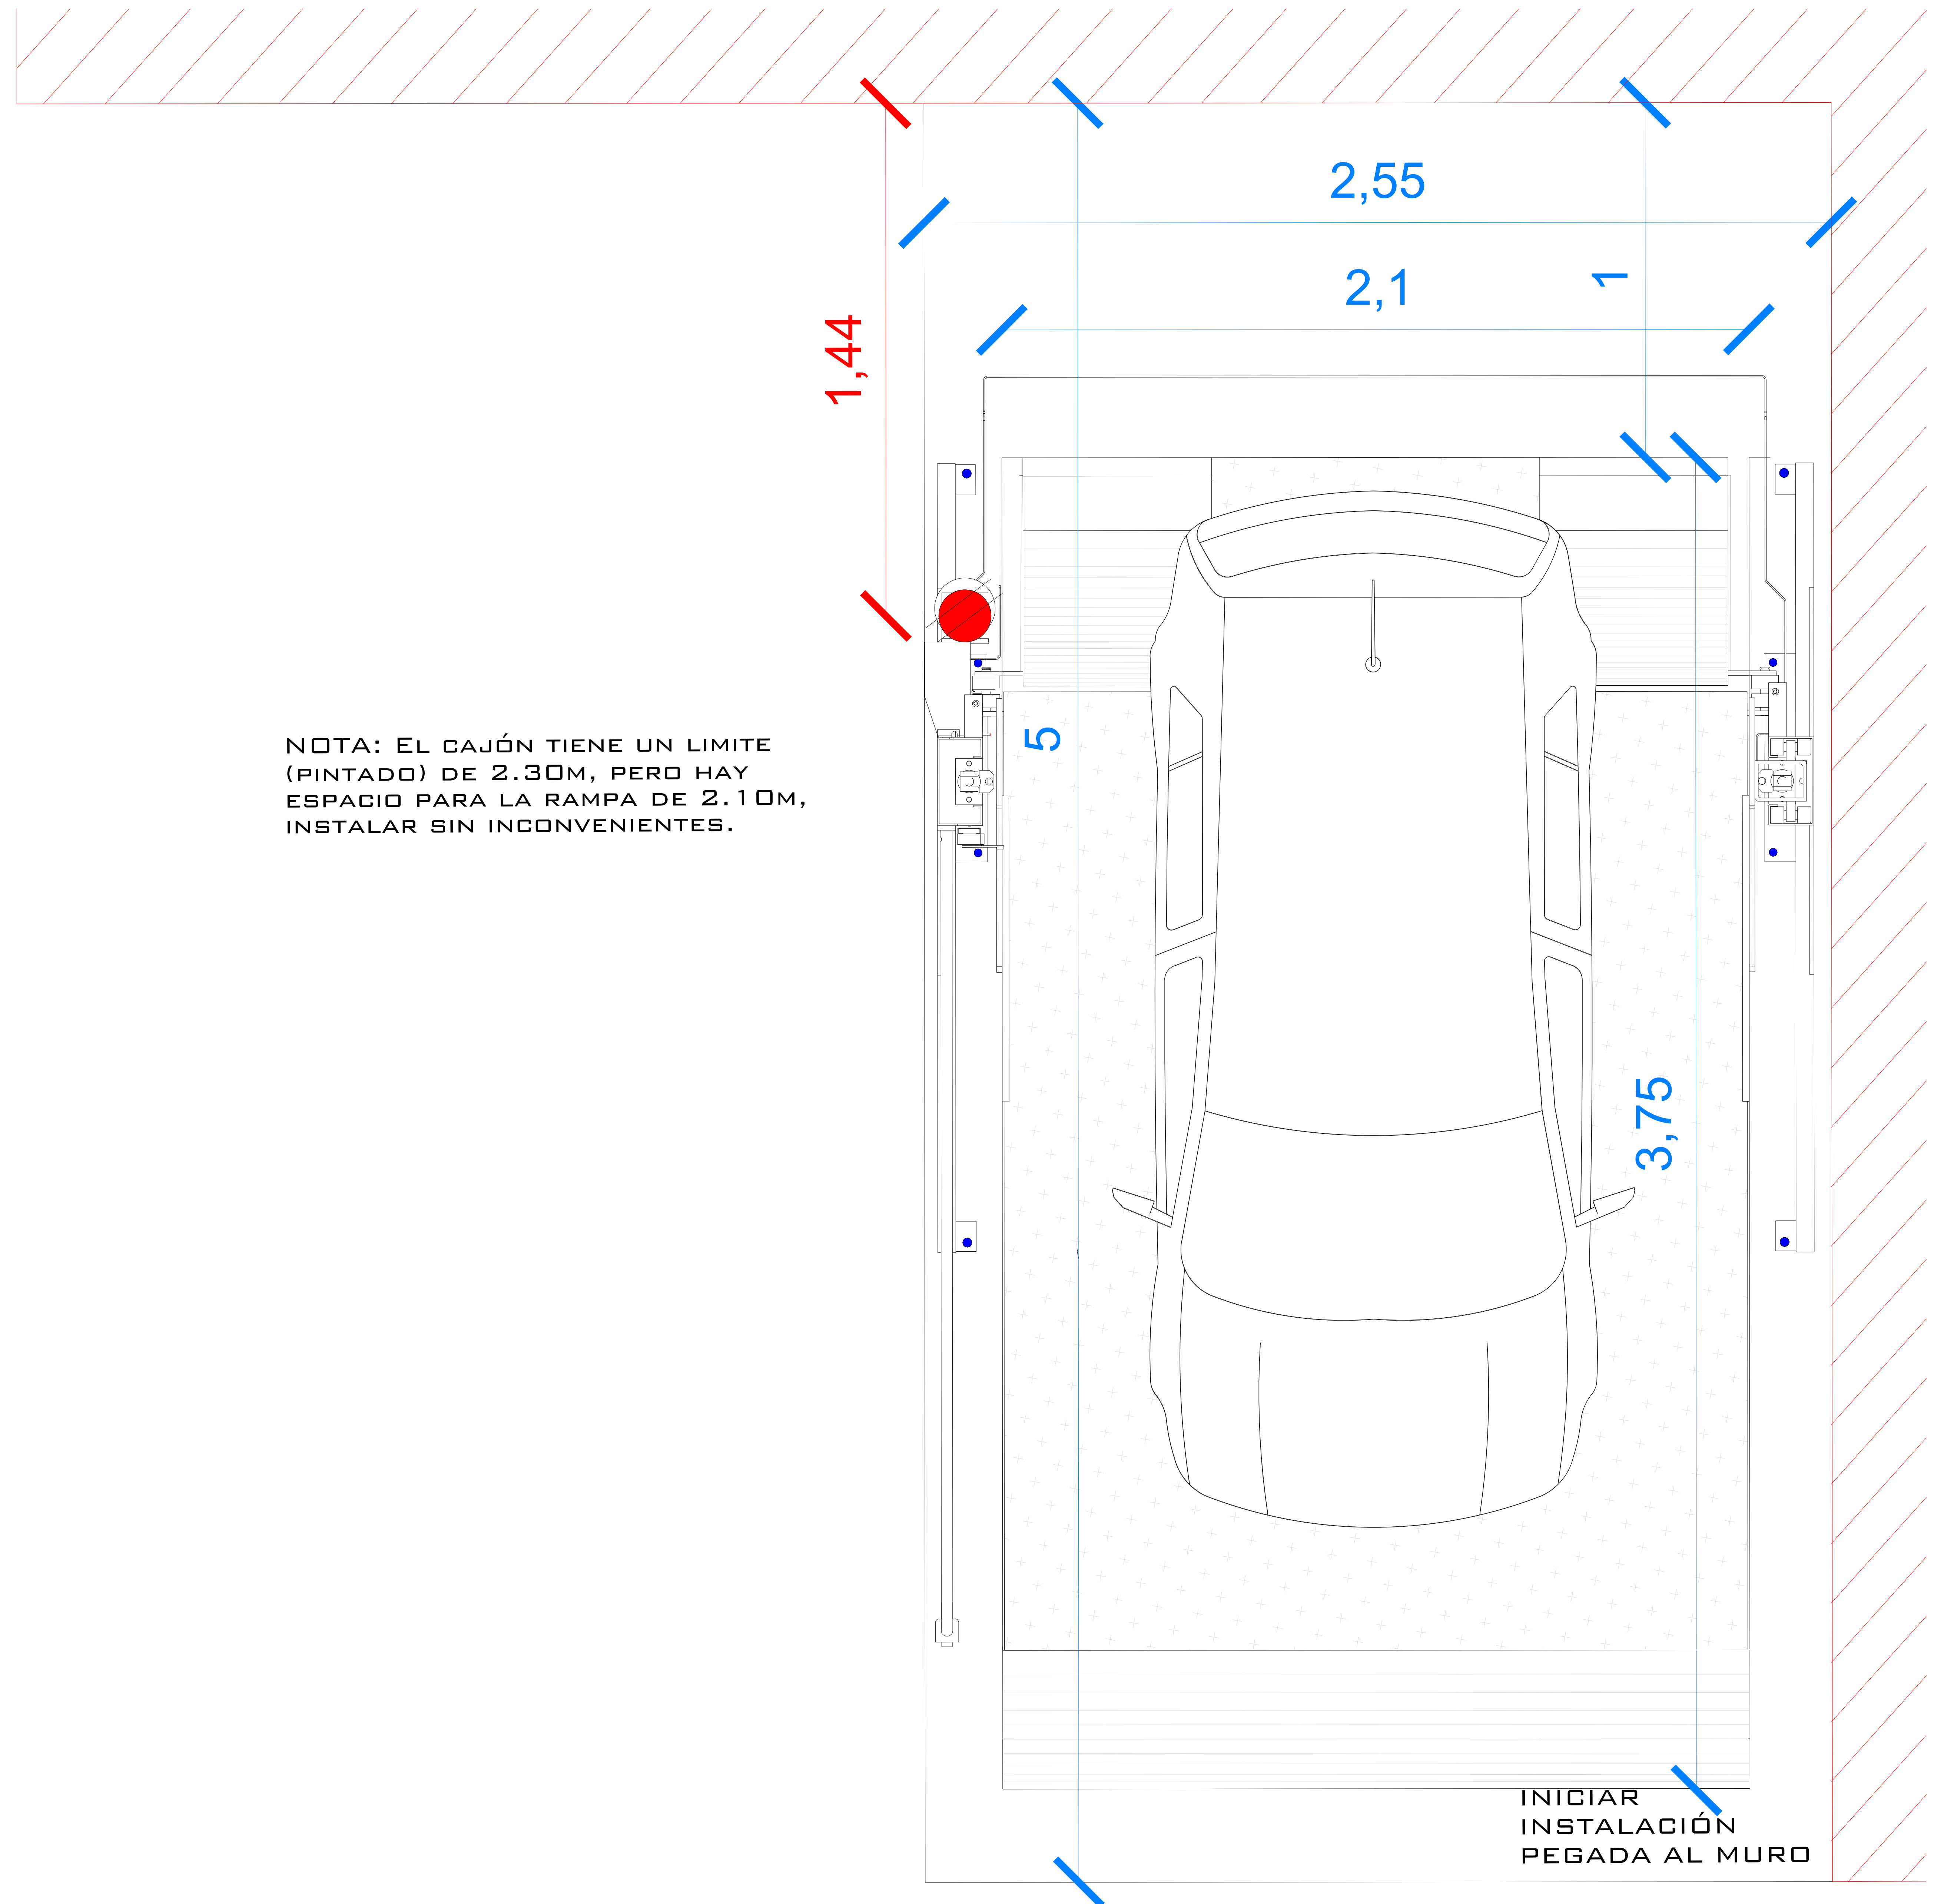 2,55
2,1
1
1,44
5
NOTA: El cajón tiene un limite
(pintado) de 2.30m, pero hay
espacio para la rampa de 2.10m,
instalar sin inconvenientes.
3,75
INICIAR
INSTALACIÓN
PEGADA AL MURO